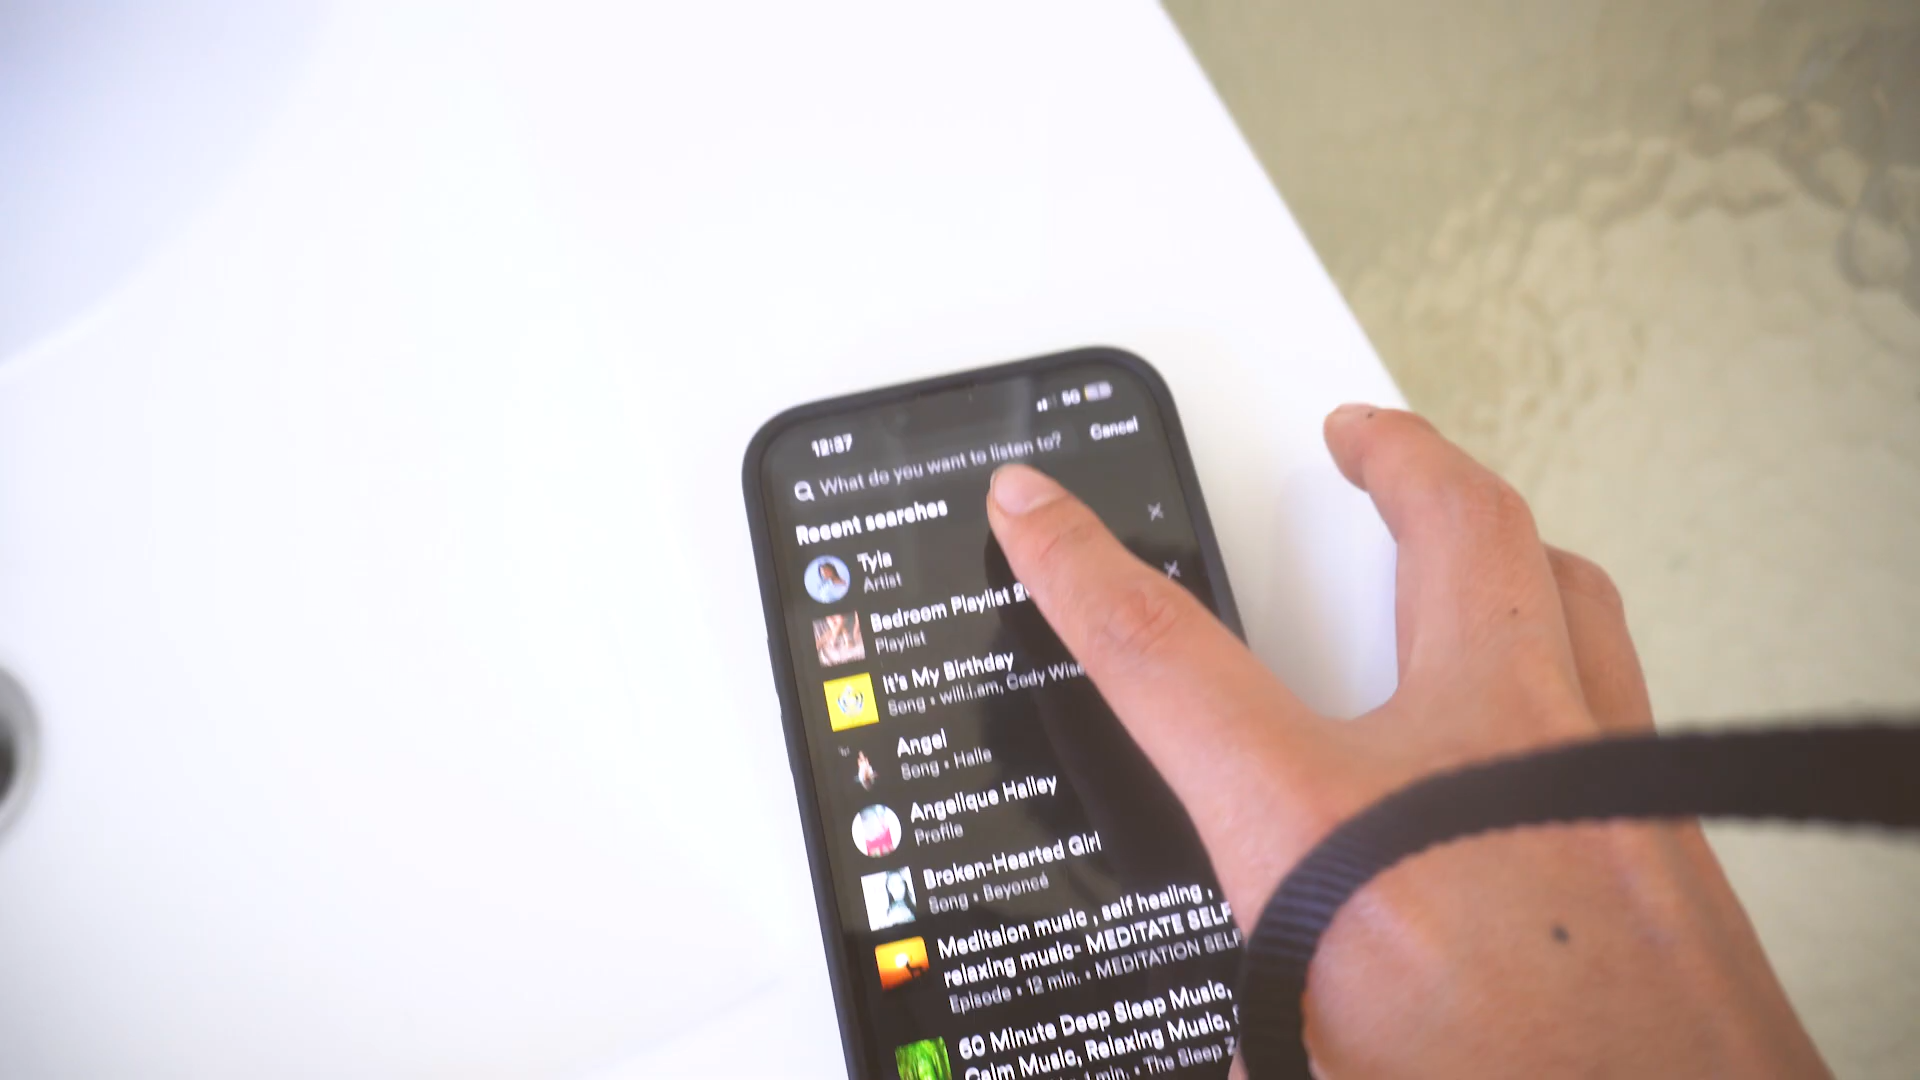 12:37
5G
What do you want to listen to?
Cancel
Recent searches
Tyla
Artist
Bedroom Playlist
Playlist
It's My Birthday
Song • will.i.am, Cody Wise
Angel
Song • Halle
Angelique Halley
Profile
Broken-Hearted Girl
Song • Beyoncé
Meditaion music , self healing ,
relaxing music- MEDITATE SELF
Episode • 12 min. • MEDITATION SELF
60 Minute Deep Sleep Music,
Calm Music, Relaxing Music,
min. • The Sleep